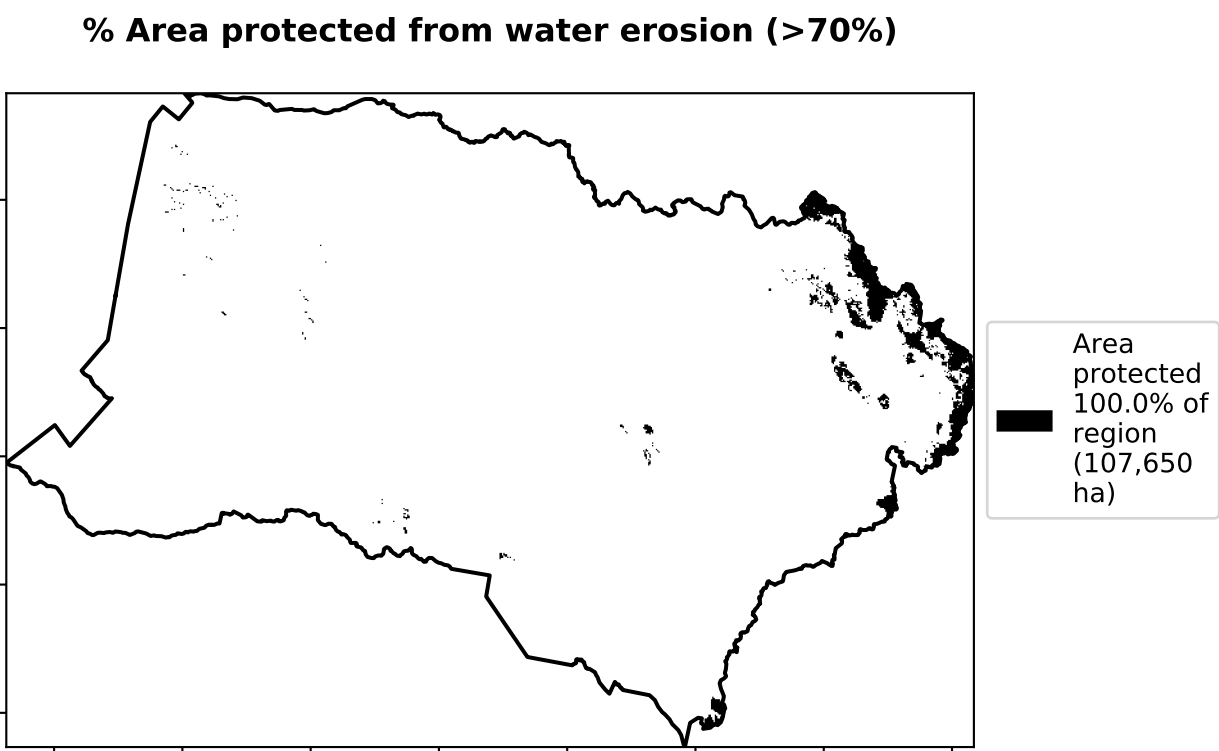 % Area protected from water erosion (>70%)
Area
protected
100.0% of
region
(107,650
ha)